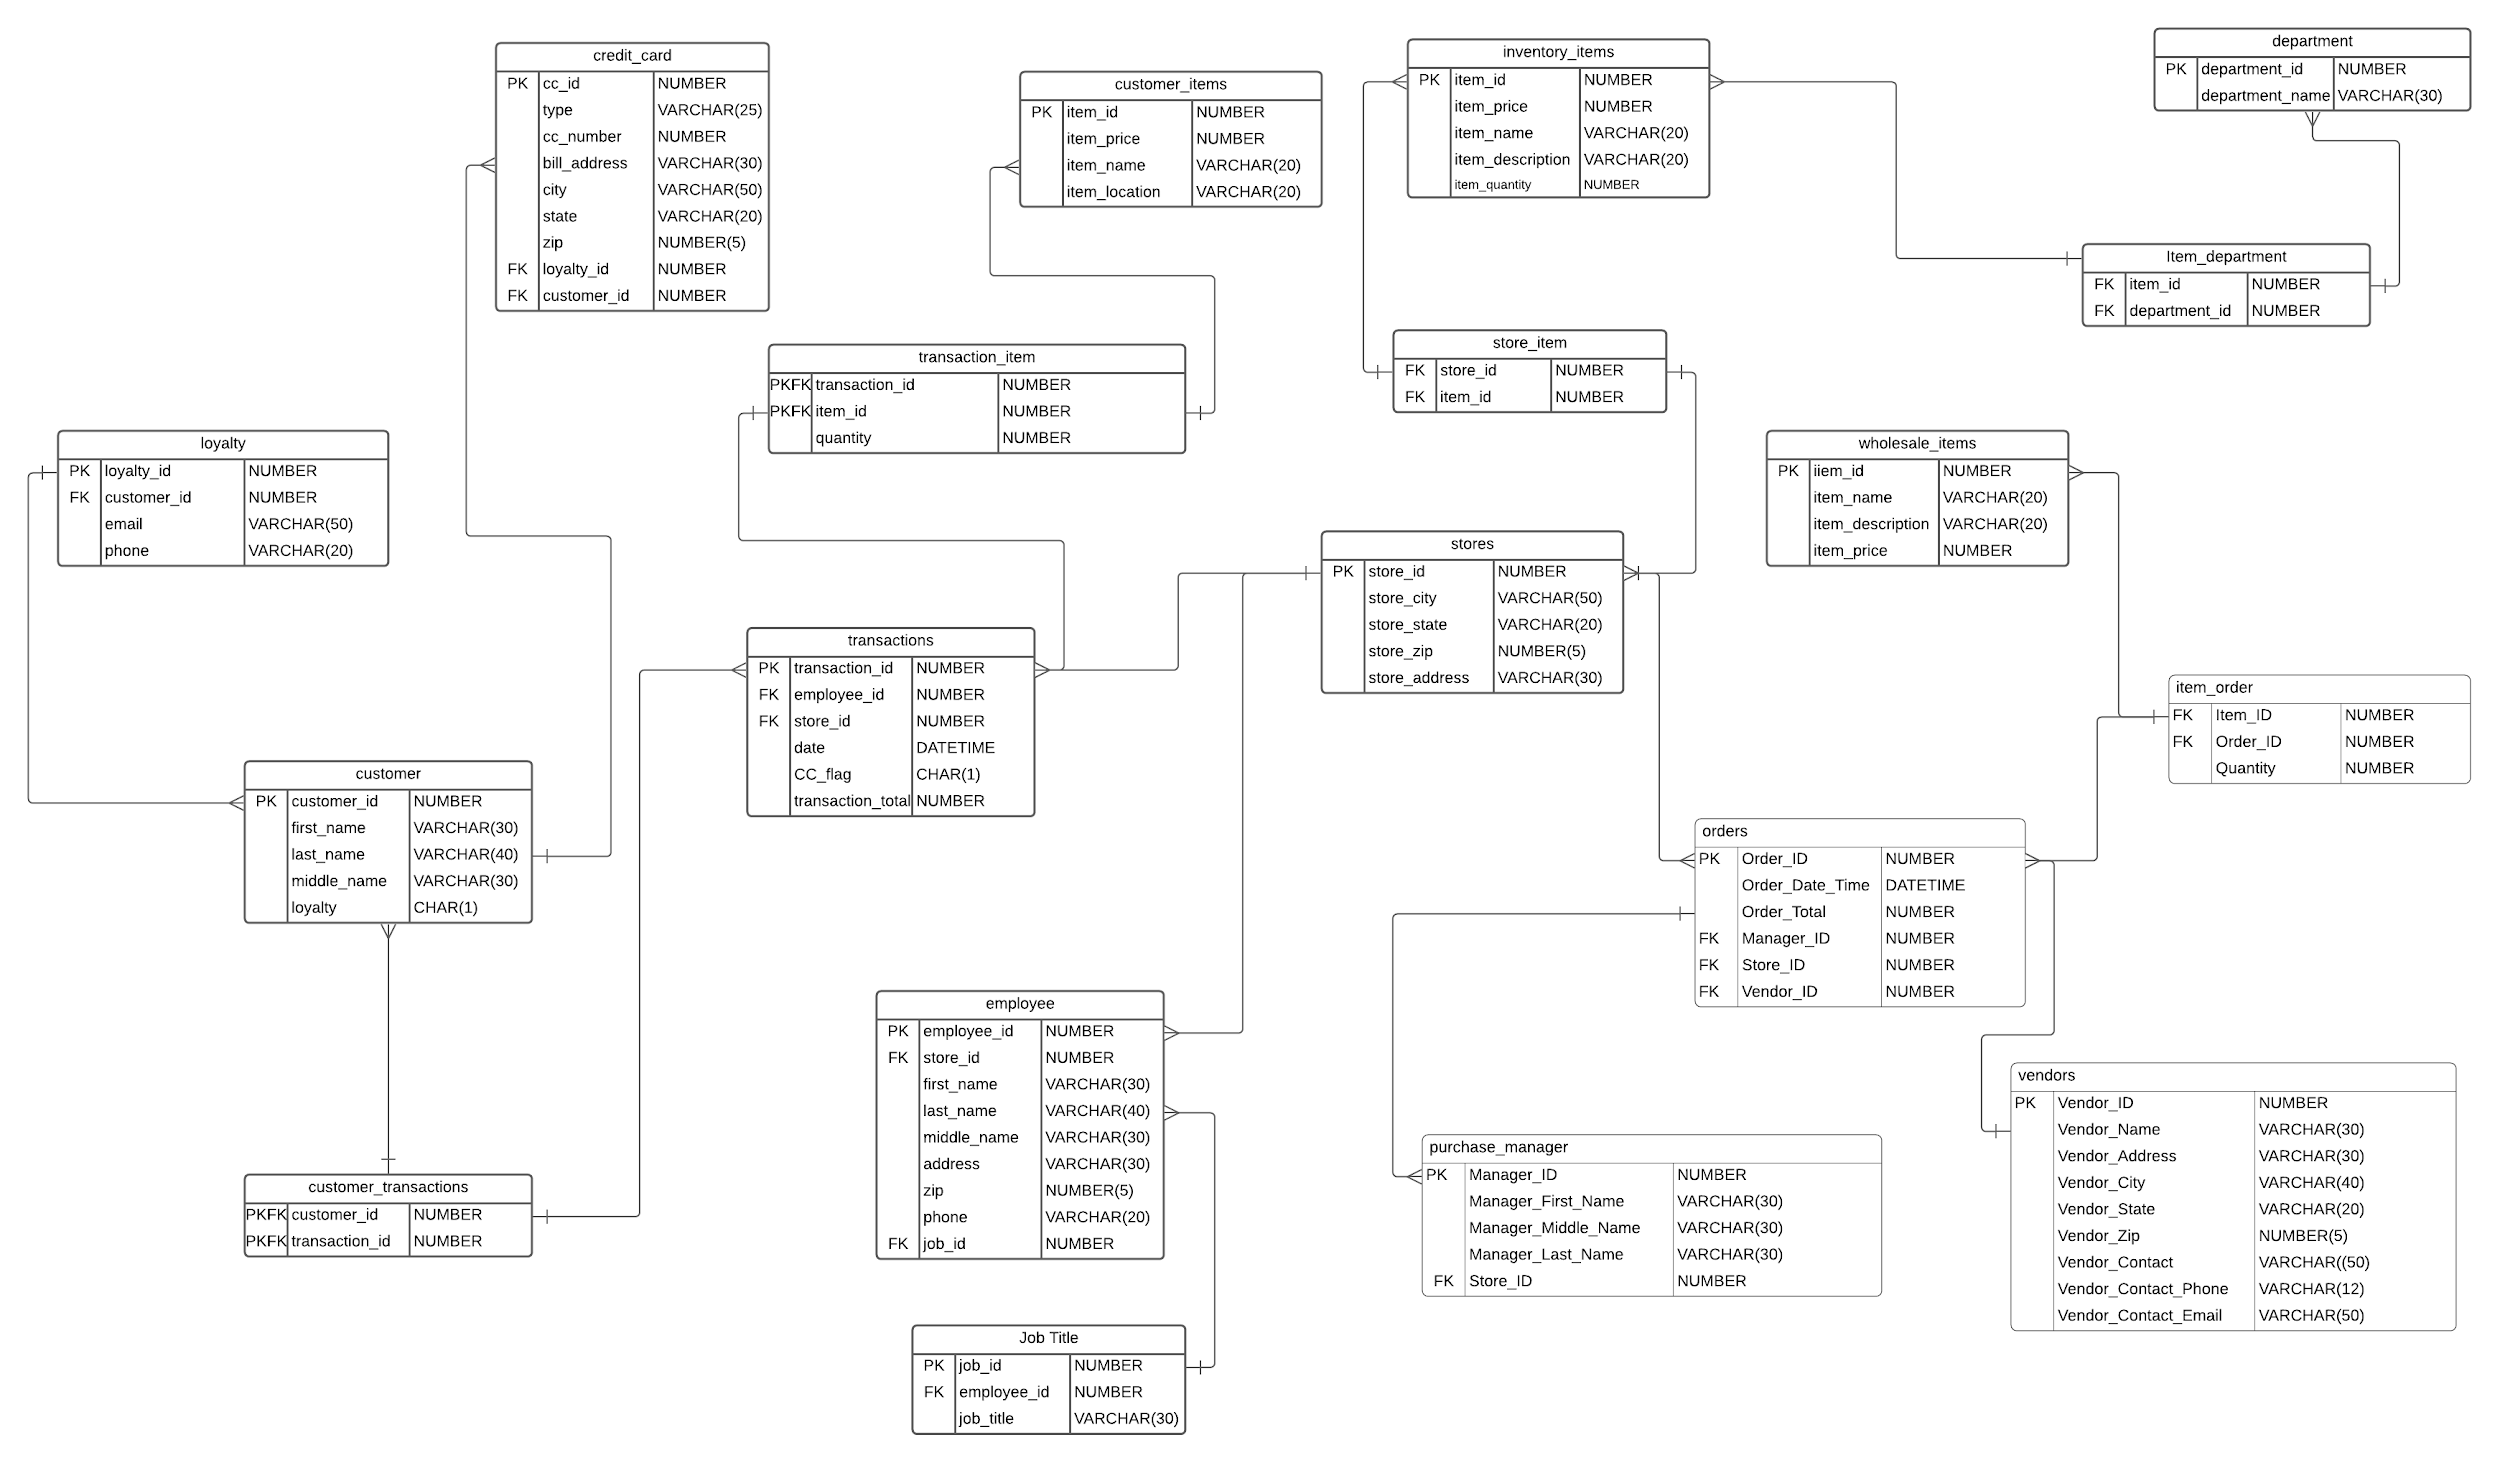 credit_card
PK cc_id NUMBER
type VARCHAR(25)
cc_number NUMBER
bill_address VARCHAR(30)
city VARCHAR(50)
state VARCHAR(20)
zip NUMBER(5)
FK loyalty_id NUMBER
FK customer_id NUMBER
customer_items
PK item_id NUMBER
item_price NUMBER
item_name VARCHAR(20)
item_location VARCHAR(20)
inventory_items
PK item_id NUMBER
item_price NUMBER
item_name VARCHAR(20)
item_description VARCHAR(20)
item_quantity NUMBER
department
PK department_id NUMBER
department_name VARCHAR(30)
Item_department
FK item_id NUMBER
FK department_id NUMBER
transaction_item
PKFK transaction_id NUMBER
PKFK item_id NUMBER
quantity NUMBER
store_item
FK store_id NUMBER
FK item_id NUMBER
loyalty
PK loyalty_id NUMBER
FK customer_id NUMBER
email VARCHAR(50)
phone VARCHAR(20)
wholesale_items
PK iiem_id NUMBER
item_name VARCHAR(20)
item_description VARCHAR(20)
item_price NUMBER
stores
PK store_id NUMBER
store_city VARCHAR(50)
store_state VARCHAR(20)
store_zip NUMBER(5)
store_address VARCHAR(30)
transactions
PK transaction_id NUMBER
FK employee_id NUMBER
FK store_id NUMBER
date DATETIME
CC_flag CHAR(1)
transaction_total NUMBER
item_order
FK Item_ID NUMBER
FK Order_ID NUMBER
Quantity NUMBER
customer
PK customer_id NUMBER
first_name VARCHAR(30)
last_name VARCHAR(40)
middle_name VARCHAR(30)
loyalty CHAR(1)
orders
PK Order_ID NUMBER
Order_Date_Time DATETIME
Order_Total NUMBER
FK Manager_ID NUMBER
FK Store_ID NUMBER
FK Vendor_ID NUMBER
employee
PK employee_id NUMBER
FK store_id NUMBER
first_name VARCHAR(30)
last_name VARCHAR(40)
middle_name VARCHAR(30)
address VARCHAR(30)
zip NUMBER(5)
phone VARCHAR(20)
FK job_id NUMBER
vendors
PK Vendor_ID NUMBER
Vendor_Name VARCHAR(30)
Vendor_Address VARCHAR(30)
Vendor_City VARCHAR(40)
Vendor_State VARCHAR(20)
Vendor_Zip NUMBER(5)
Vendor_Contact VARCHAR((50)
Vendor_Contact_Phone VARCHAR(12)
Vendor_Contact_Email VARCHAR(50)
purchase_manager
PK Manager_ID NUMBER
Manager_First_Name VARCHAR(30)
Manager_Middle_Name VARCHAR(30)
Manager_Last_Name VARCHAR(30)
FK Store_ID NUMBER
customer_transactions
PKFK customer_id NUMBER
PKFK transaction_id NUMBER
Job Title
PK job_id NUMBER
FK employee_id NUMBER
job_title VARCHAR(30)